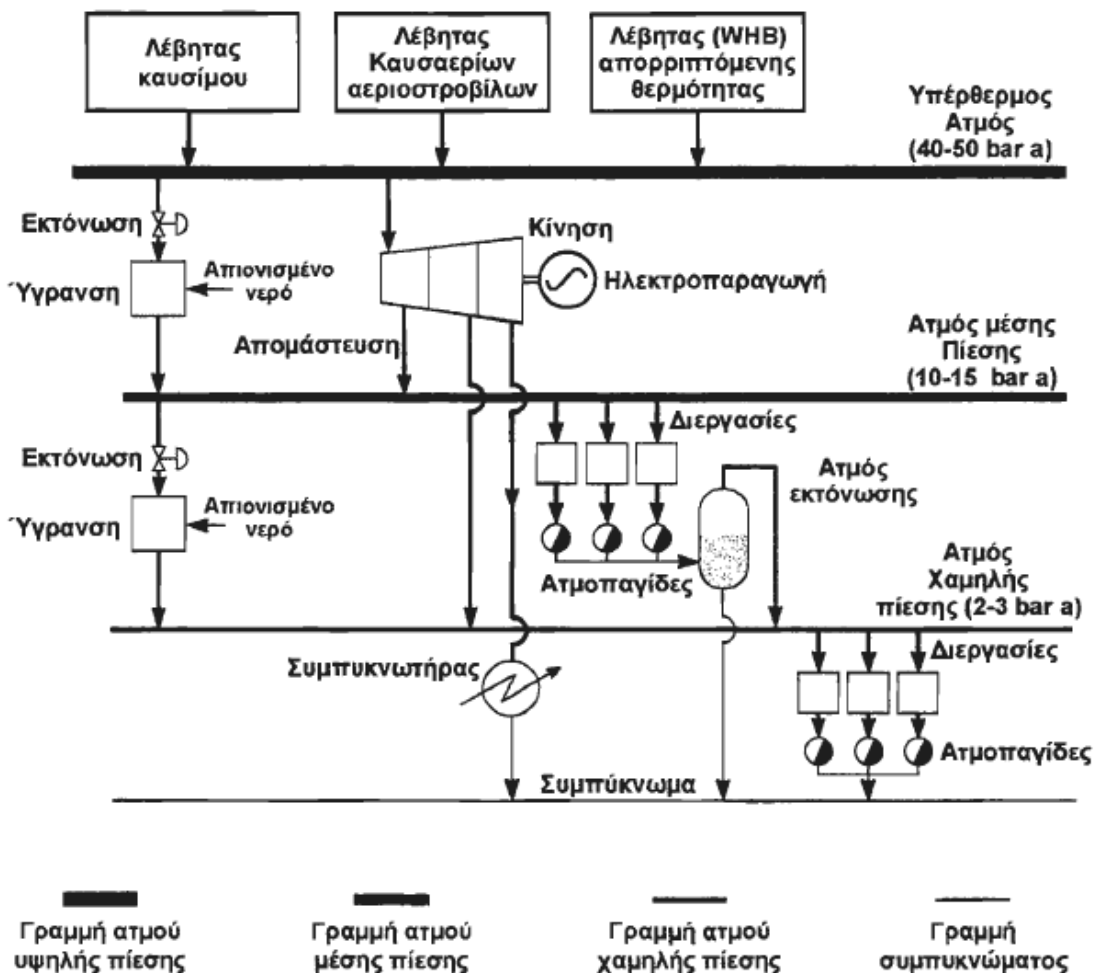 Λέβητας
καυσίμου
Λέβητας
Καυσαερίων
αεριοστροβίλων
Λέβητας (WHB)
απορριπτόμενης
θερμότητας
Υπέρθερμος
Ατμός
(40-50 bar a)
Εκτόνωση
Ύγρανση
Απιονισμένο
νερό
Κίνηση
Ηλεκτροπαραγωγή
Απομάστευση
Ατμός μέσης
Πίεσης
(10-15 bar a)
Εκτόνωση
Ύγρανση
Απιονισμένο
νερό
Διεργασίες
Ατμός
εκτόνωσης
Ατμοπαγίδες
Ατμός
Χαμηλής
πίεσης (2-3 bar a)
Συμπυκνωτήρας
Διεργασίες
Ατμοπαγίδες
Συμπύκνωμα
Γραμμή ατμού
υψηλής πίεσης
Γραμμή ατμού
μέσης πίεσης
Γραμμή ατμού
χαμηλής πίεσης
Γραμμή
συμπυκνώματος